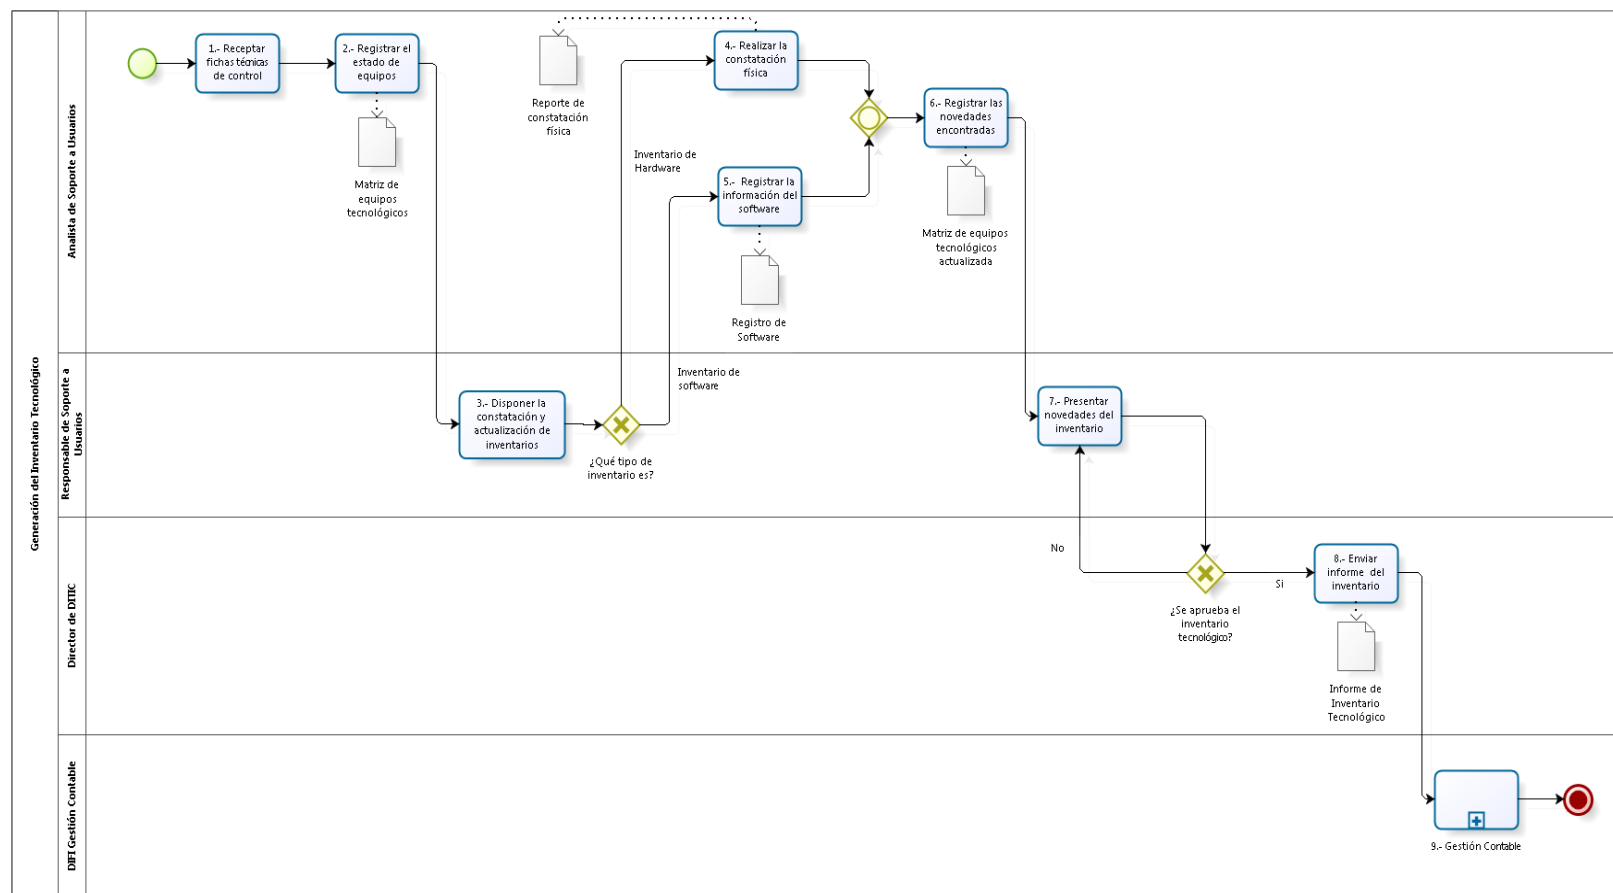 Generación del Inventario Tecnológico
Analista de Soporte a Usuarios
1.- Receptar
fichas técnicas
de control
2.- Registrar el
estado de
equipos
Matriz de
equipos
tecnológicos
Reporte de
constatación
física
4.- Realizar la
constatación
física
Inventario de
Hardware
5.- Registrar la
información del
software
Registro de
Software
6.- Registrar las
novedades
encontradas
Matriz de equipos
tecnológicos
actualizada
Responsable de Soporte a
Usuarios
3.- Disponer la
constatación y
actualización de
inventarios
¿Qué tipo de
inventario es?
Inventario de
software
7.- Presentar
novedades del
inventario
Director de DITIC
No
Si
¿Se aprueba el
inventario
tecnológico?
8.- Enviar
informe del
inventario
Informe de
Inventario
Tecnológico
DIFI Gestión Contable
9.- Gestión Contable